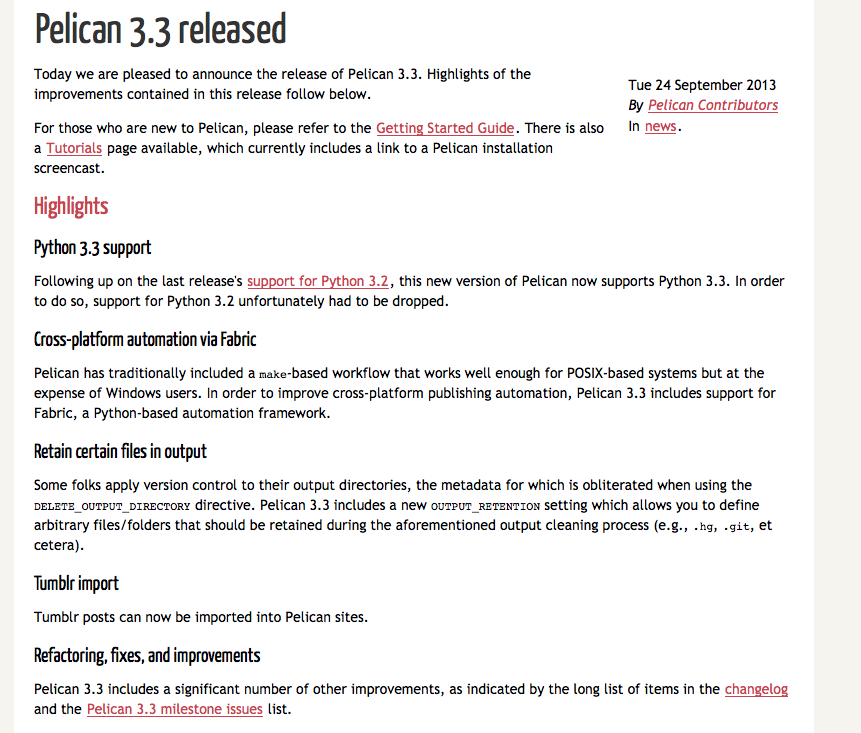 Pelican 3.3 released
Today we are pleased to announce the release of Pelican 3.3. Highlights of the
improvements contained in this release follow below.
Tue 24 September 2013
By Pelican Contributors
In news.
For those who are new to Pelican, please refer to the Getting Started Guide. There is also
a Tutorials page available, which currently includes a link to a Pelican installation
screencast.
Highlights
Python 3.3 support
Following up on the last release's support for Python 3.2, this new version of Pelican now supports Python 3.3. In order
to do so, support for Python 3.2 unfortunately had to be dropped.
Cross-platform automation via Fabric
Pelican has traditionally included a make-based workflow that works well enough for POSIX-based systems but at the
expense of Windows users. In order to improve cross-platform publishing automation, Pelican 3.3 includes support for
Fabric, a Python-based automation framework.
Retain certain files in output
Some folks apply version control to their output directories, the metadata for which is obliterated when using the
DELETE_OUTPUT_DIRECTORY directive. Pelican 3.3 includes a new OUTPUT_RETENTION setting which allows you to define
arbitrary files/folders that should be retained during the aforementioned output cleaning process (e.g., .hg, .git, et
cetera).
Tumblr import
Tumblr posts can now be imported into Pelican sites.
Refactoring, fixes, and improvements
Pelican 3.3 includes a significant number of other improvements, as indicated by the long list of items in the changelog
and the Pelican 3.3 milestone issues list.